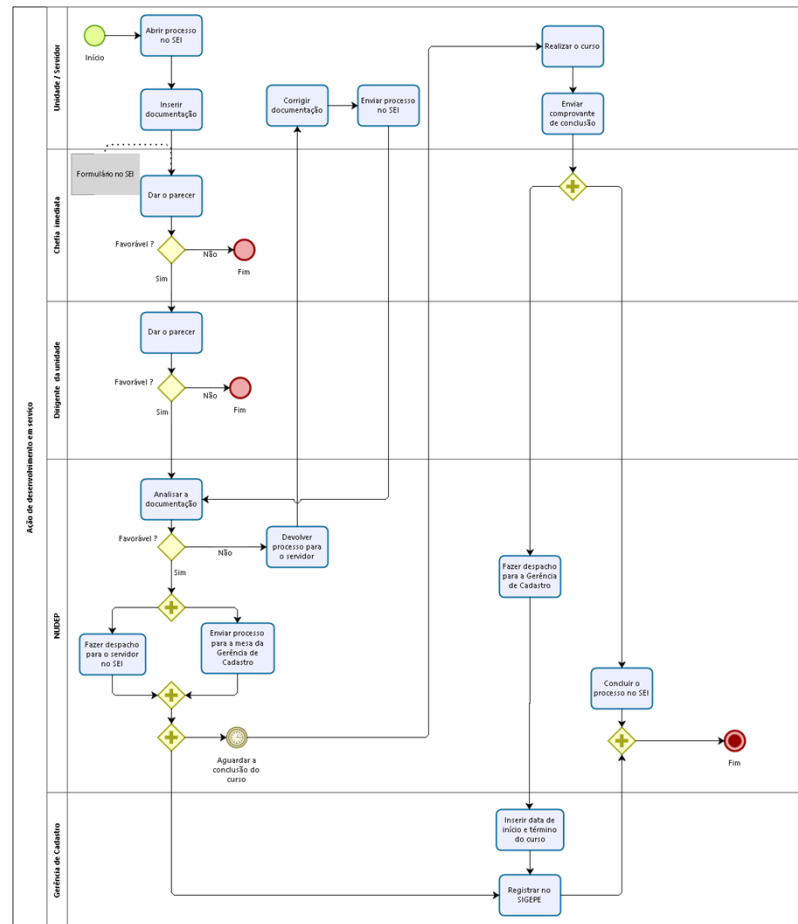 Ação de desenvolvimento em serviço
Unidade / Servidor
Início
Abrir processo
no SEI
Inserir
documentação
Corrigir
documentação
Enviar processo
no SEI
Realizar o curso
Enviar
comprovante
de conclusão
Chefia imediata
Formulário no SEI
Dar o parecer
Favorável ?
Não
Fim
Sim
Dirigente da unidade
Dar o parecer
Favorável ?
Não
Fim
Sim
NUDEP
Analisar a
documentação
Favorável ?
Não
Devolver
processo para
o servidor
Sim
Fazer despacho
para o servidor
no SEI
Enviar processo
para a mesa da
Gerência de
Cadastro
Aguardar a
conclusão do
curso
Fazer despacho
para a Gerência
de Cadastro
Concluir o
processo no SEI
Fim
Gerência de Cadastro
Inserir data de
início e término
do curso
Registrar no
SIGEPE